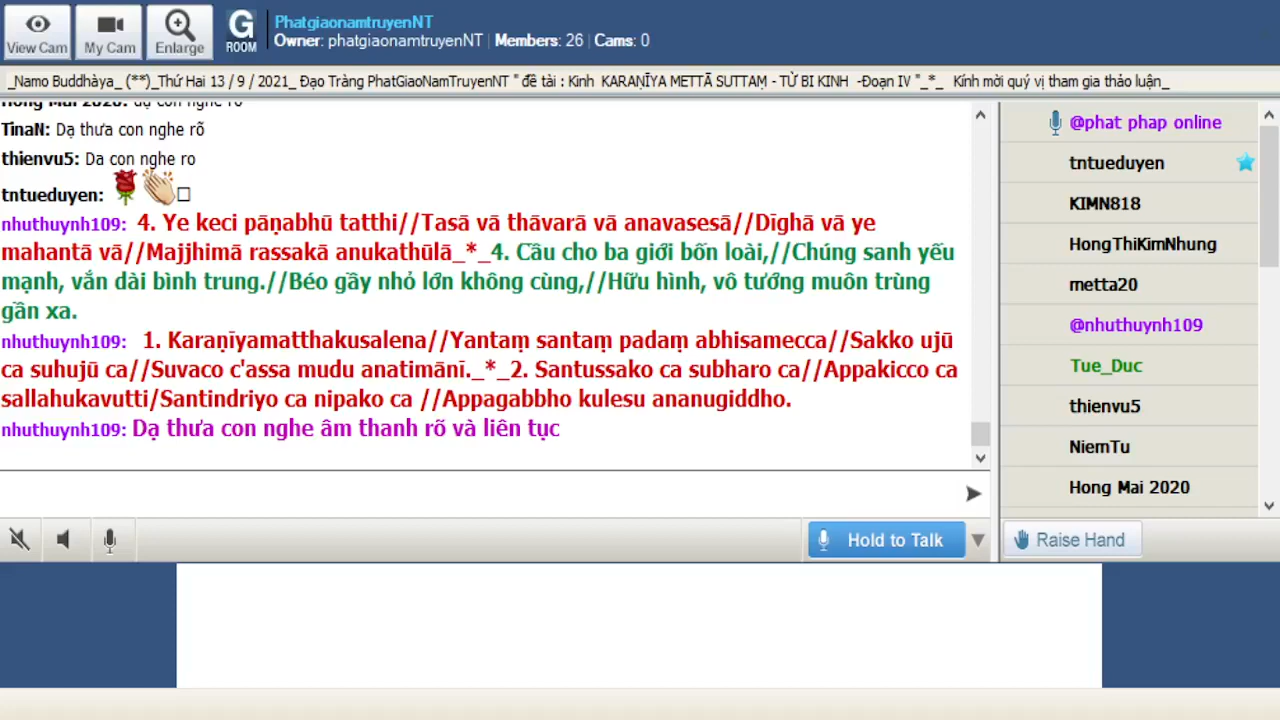 View Cam
My Cam
Enlarge
G
ROOM
PhatgiaonamtruyenNT
Owner: phatgiaonamtruyenNT | Members: 26 | Cams: 0
_Namo Buddhàya_ (**)_Thứ Hai 13 / 9 / 2021_ Đạo Tràng PhatGiaoNamTruyenNT " đề tài : Kinh KARAṆĪYA METTĀ SUTTAṂ - TỪ BI KINH -Đoạn IV "_*_ Kính mời quý vị tham gia thảo luận_
Hong Mai 2020: dạ con nghe rõ
TinaN: Dạ thưa con nghe rõ
thienvu5: Da con nghe ro
tntueduyen:
nhuthuynh109: 4. Ye keci pāṇabhū tatthi//Tasā vā thāvarā vā anavasesā//Dīghā vā ye
mahantā vā//Majjhimā rassakā anukathūlā_*_4. Cầu cho ba giới bốn loài,//Chúng sanh yếu
mạnh, vắn dài bình trung.//Béo gầy nhỏ lớn không cùng,//Hữu hình, vô tướng muôn trùng
gần xa.
nhuthuynh109: 1. Karaṇīyamatthakusalena//Yantaṃ santaṃ padaṃ abhisamecca//Sakko ujū
ca suhujū ca//Suvaco c'assa mudu anatimānī._*_2. Santussako ca subharo ca//Appakicco ca
sallahukavutti/Santindriyo ca nipako ca //Appagabbho kulesu ananugiddho.
nhuthuynh109: Dạ thưa con nghe âm thanh rõ và liên tục
@phat phap online
tntueduyen
KIMN818
HongThiKimNhung
metta20
@nhuthuynh109
Tue_Duc
thienvu5
NiemTu
Hong Mai 2020
Hold to Talk
Raise Hand